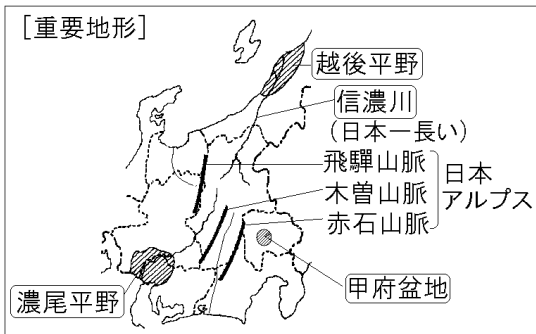 [重要地形]
越後平野
信濃川
(日本一長い)
飛驒山脈
木曽山脈
赤石山脈
日本
アルプス
甲府盆地
濃尾平野